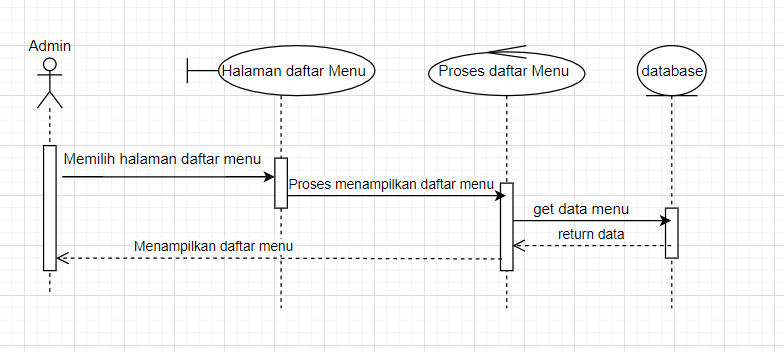 Admin
Halaman daftar Menu
Proses daftar Menu
database
Memilih halaman daftar menu
Proses menampilkan daftar menu
get data menu
return data
Menampilkan daftar menu